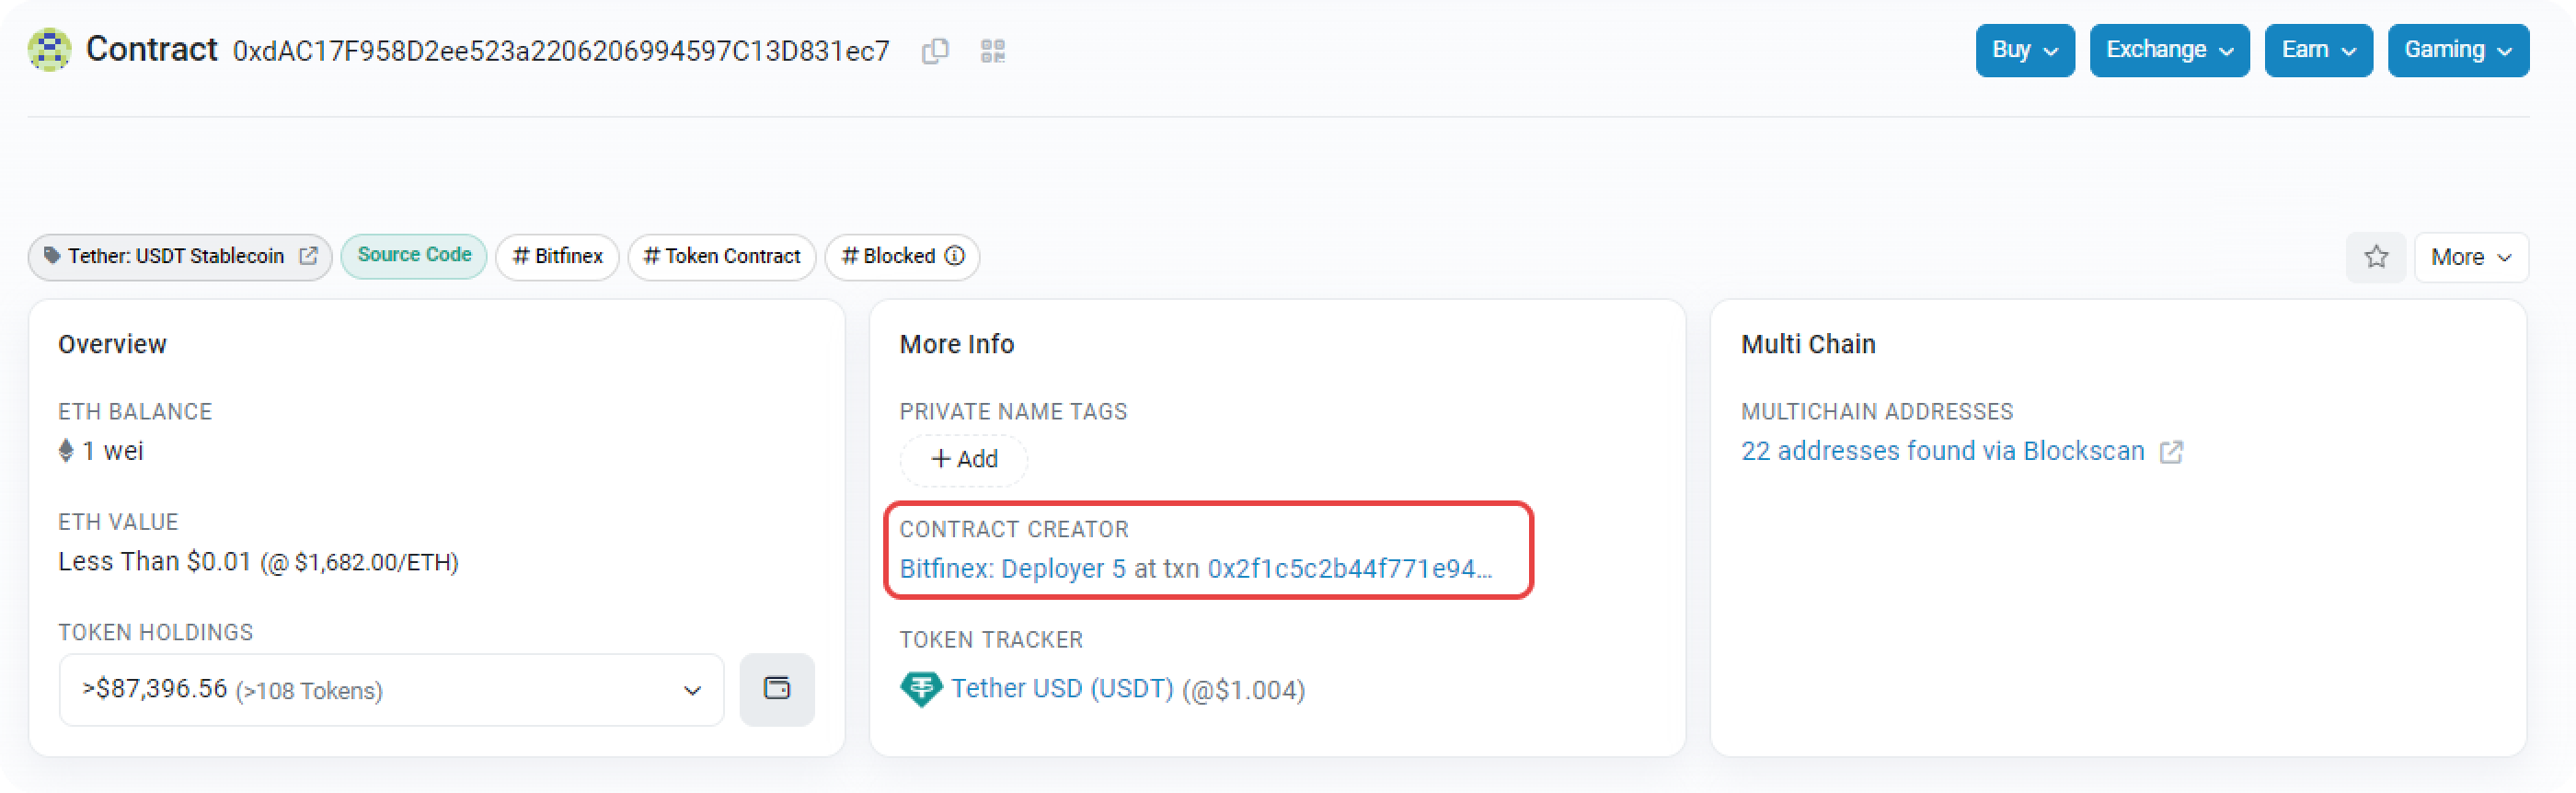 Contract 0xdAC17F958D2ee523a2206206994597C13D831ec7
Buy Exchange Earn Gaming
Tether: USDT Stablecoin Source Code # Bitfinex # Token Contract # Blocked
More
Overview
ETH BALANCE
1 wei
ETH VALUE
Less Than $0.01 (@ $1,682.00/ETH)
TOKEN HOLDINGS
>$87,396.56 (>108 Tokens)
More Info
PRIVATE NAME TAGS
+ Add
CONTRACT CREATOR
Bitfinex: Deployer 5 at txn 0x2f1c5c2b44f771e94...
TOKEN TRACKER
Tether USD (USDT) (@$1.004)
Multi Chain
MULTICHAIN ADDRESSES
22 addresses found via Blockscan